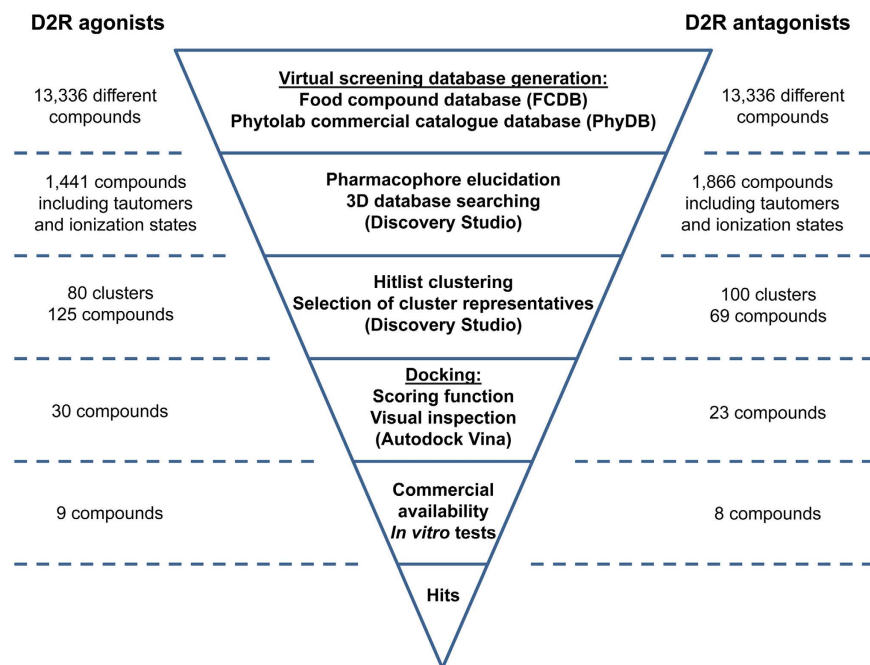 D2R agonists
D2R antagonists
13,336 different
compounds
Virtual screening database generation:
Food compound database (FCDB)
Phytolab commercial catalogue database (PhyDB)
13,336 different
compounds
1,441 compounds
including tautomers
and ionization states
Pharmacophore elucidation
3D database searching
(Discovery Studio)
1,866 compounds
including tautomers
and ionization states
80 clusters
125 compounds
Hitlist clustering
Selection of cluster representatives
(Discovery Studio)
100 clusters
69 compounds
30 compounds
Docking:
Scoring function
Visual inspection
(Autodock Vina)
23 compounds
9 compounds
Commercial
availability
In vitro tests
8 compounds
Hits